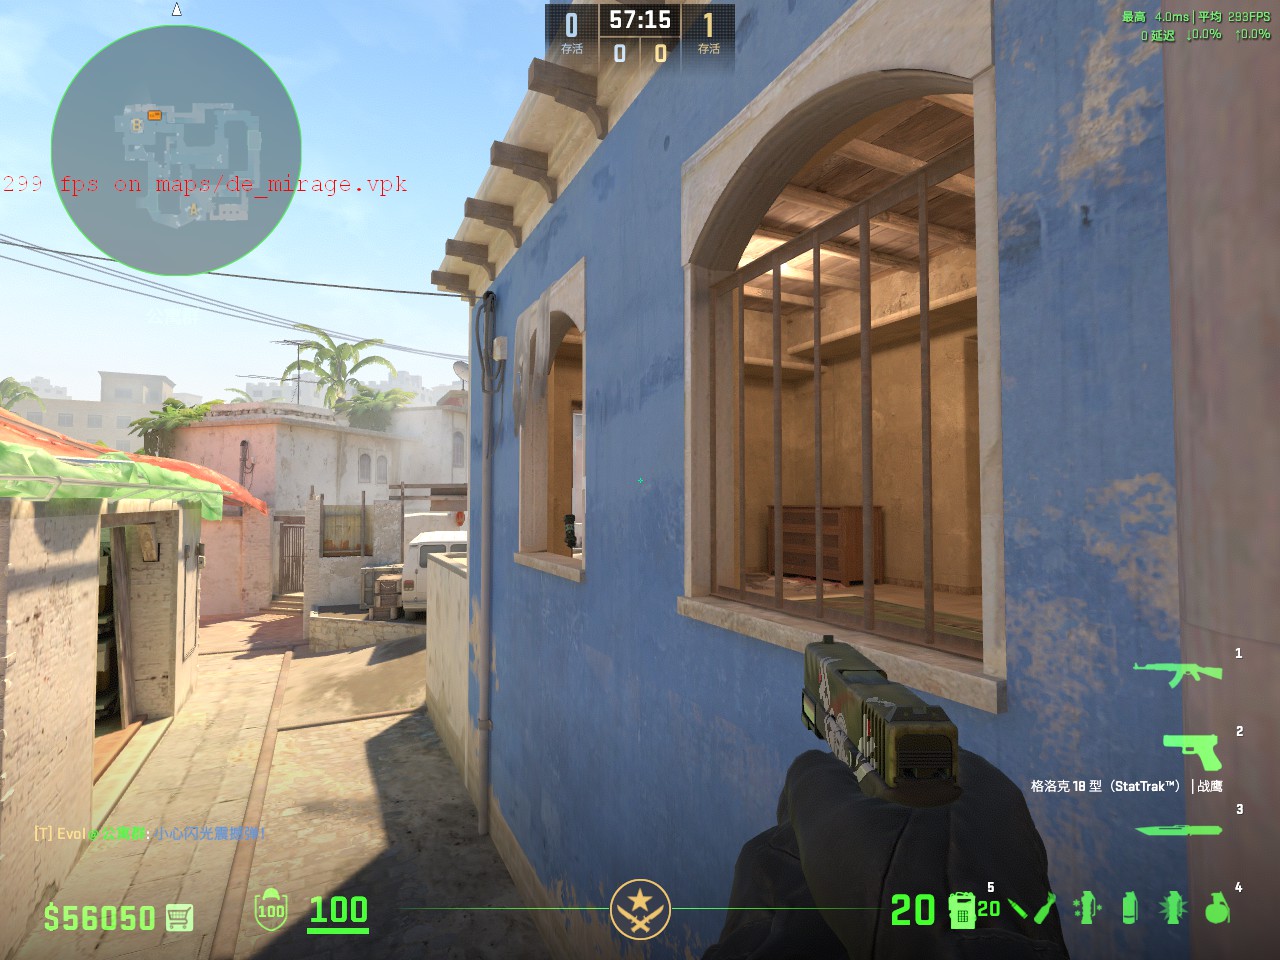 0 57:15 1
存活 0 0 存活
最高 4.0ms | 平均 293FPS
0 延迟 ↓0.0% ↑0.0%
B
299 fps on maps/de_mirage.vpk
A
1
2
格洛克 18 型（StatTrak™） | 战鹰
3
[T] Evol@
: 小心闪光震撼弹!
$56050 100 100 20 20 5 4